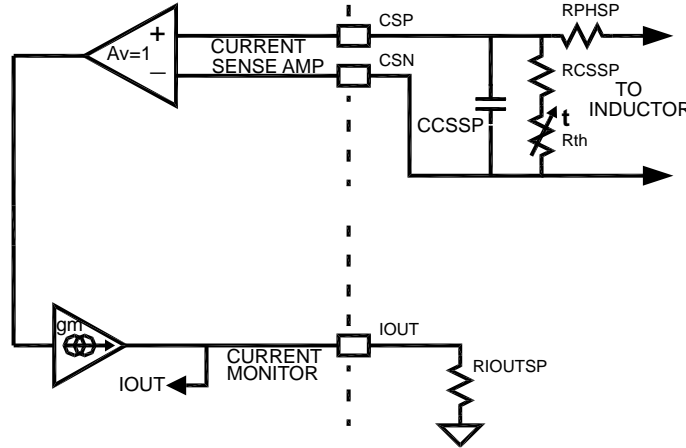 CSP
RPHSP
+
Av=1
CURRENT
SENSE AMP
−
CSN
RCSSP
TO
INDUCTOR
CCSSP
t
Rth
gm
IOUT
CURRENT
MONITOR
IOUT
RIOUTSP